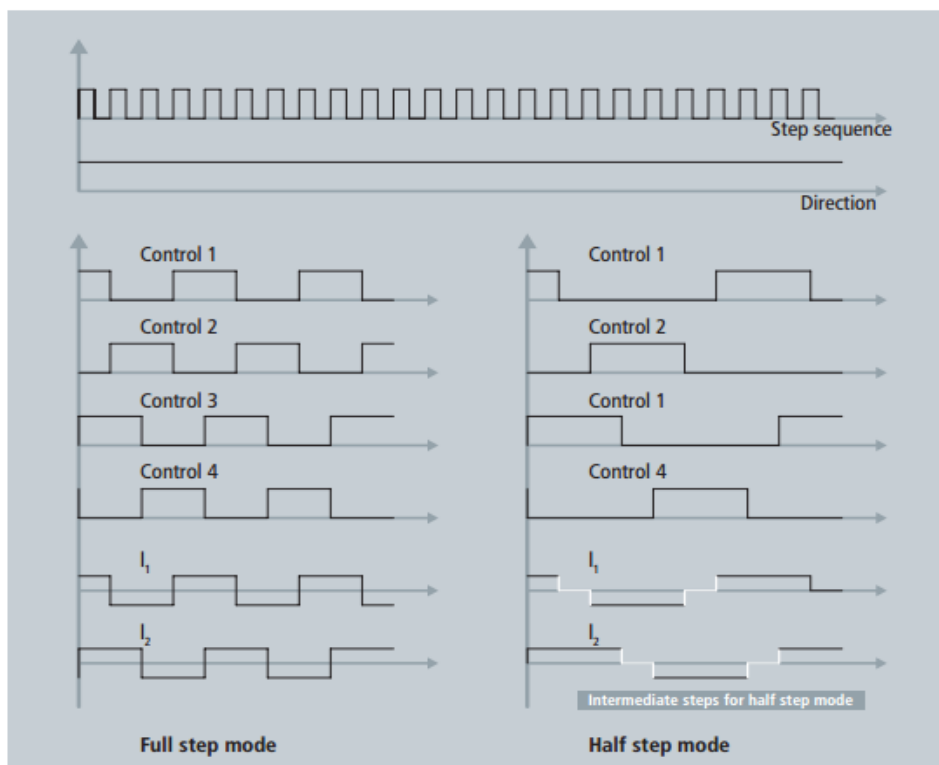 Step sequence
Direction
Control 1
Control 2
Control 3
Control 4
I₁
I₂
Full step mode
Control 1
Control 2
Control 1
Control 4
I₁
I₂
Intermediate steps for half step mode
Half step mode